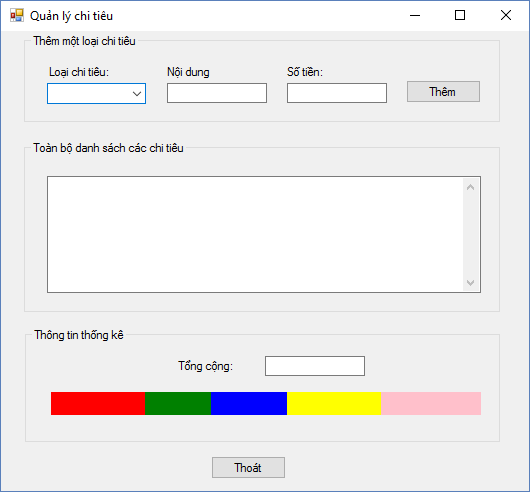 Quản lý chi tiêu
Thêm một loại chi tiêu
Loại chi tiêu: Nội dung Số tiền:
Thêm
Toàn bộ danh sách các chi tiêu
Thông tin thống kê
Tổng cộng:
Thoát